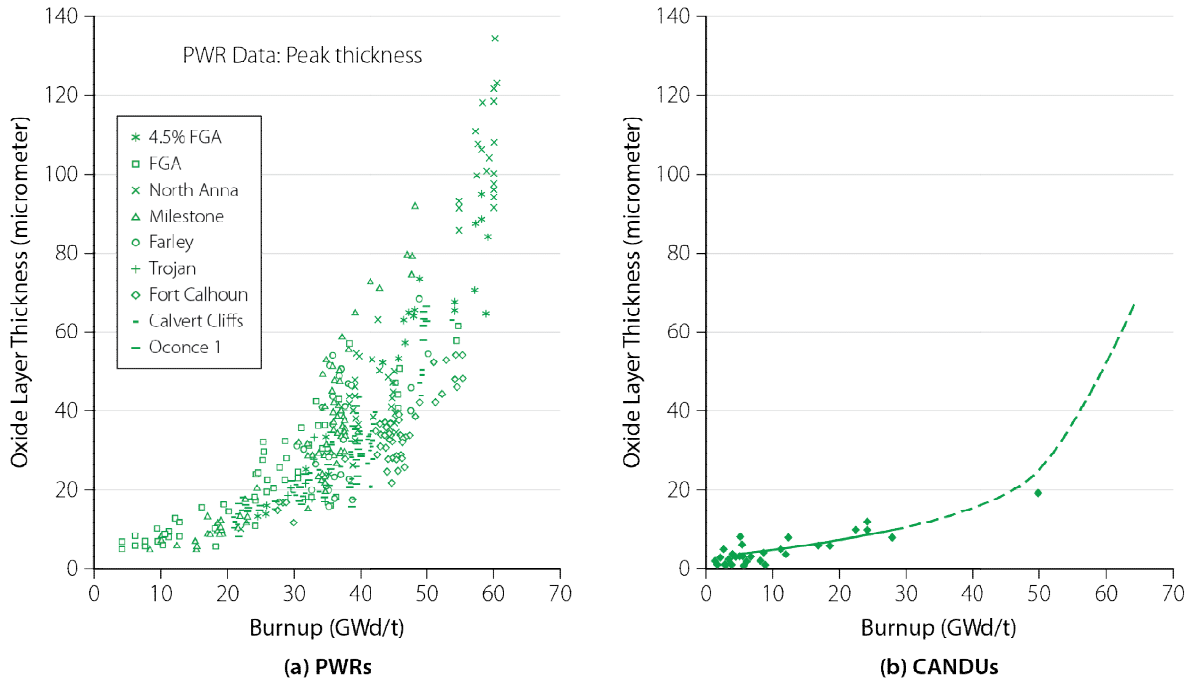 140
120
100
80
60
40
20
0
Oxide Layer Thickness (micrometer)
PWR Data: Peak thickness
4.5% FGA
FGA
North Anna
Milestone
Farley
Trojan
Fort Calhoun
Calvert Cliffs
Oconce 1
0 10 20 30 40 50 60 70
Burnup (GWd/t)
(a) PWRs
140
120
100
80
60
40
20
0
Oxide Layer Thickness (micrometer)
0 10 20 30 40 50 60 70
Burnup (GWd/t)
(b) CANDUs